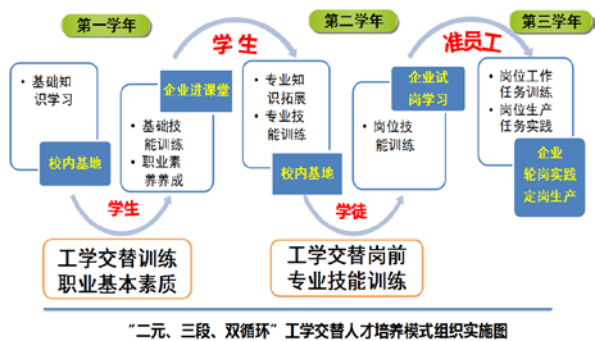 第一学年
第二学年
第三学年
学生
准员工
• 基础知
识学习
校内基地
企业进课堂
• 基础技
能训练
• 职业素
养养成
• 专业知
识拓展
• 专业技
能训练
校内基地
企业试
岗学习
• 岗位技
能训练
• 岗位工作
任务训练
• 岗位生产
任务实践
企业
轮岗实践
定岗生产
学生
学徒
工学交替训练
职业基本素质
工学交替岗前
专业技能训练
“二元、三段、双循环”工学交替人才培养模式组织实施图